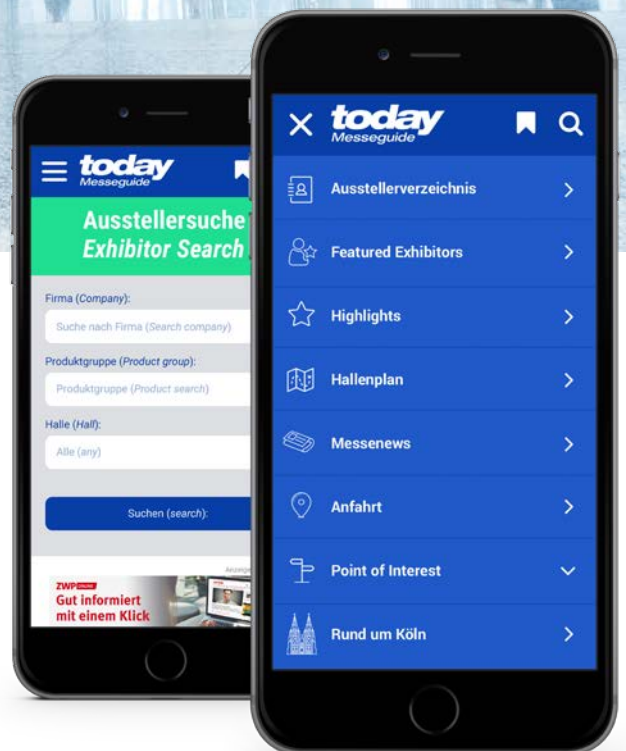 today
Messeguide
Ausstellersuche
Exhibitor Search
Firma (Company):
Suche nach Firma (Search company)
Produktgruppe (Product group):
Produktgruppe (Product search)
Halle (Hall):
Alle (any)
Suchen (search):
ZWP ONLINE
Gut informiert
mit einem Klick
today
Messeguide
Ausstellerverzeichnis
Featured Exhibitors
Highlights
Hallenplan
Messenews
Anfahrt
Point of Interest
Rund um Köln